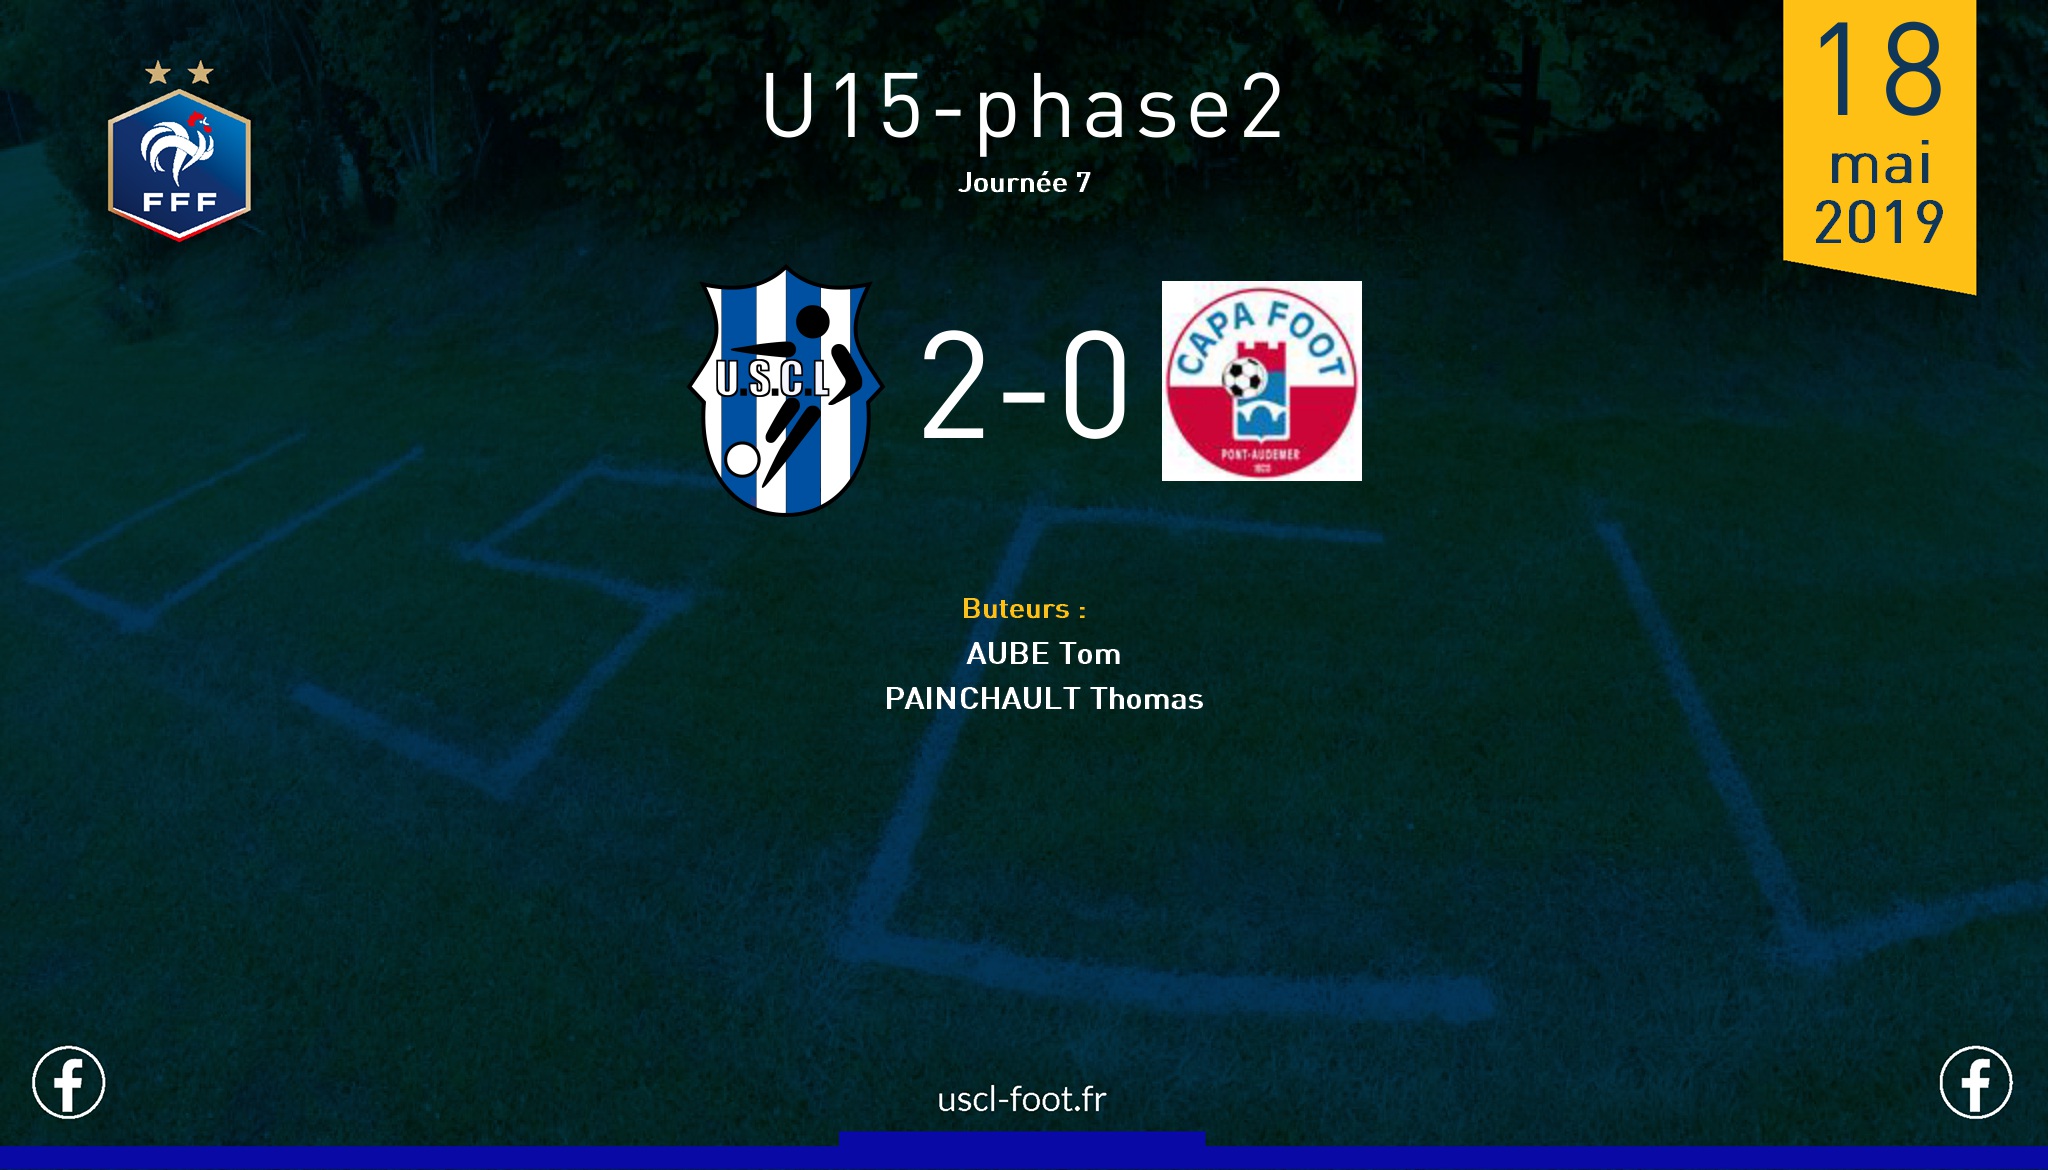 U15-phase2
Journée 7
18
mai
2019
FFF
U.S.C.L
2-0
CAPA FOOT
PONT-AUDEMER
Buteurs :
AUBE Tom
PAINCHAULT Thomas
uscl-foot.fr